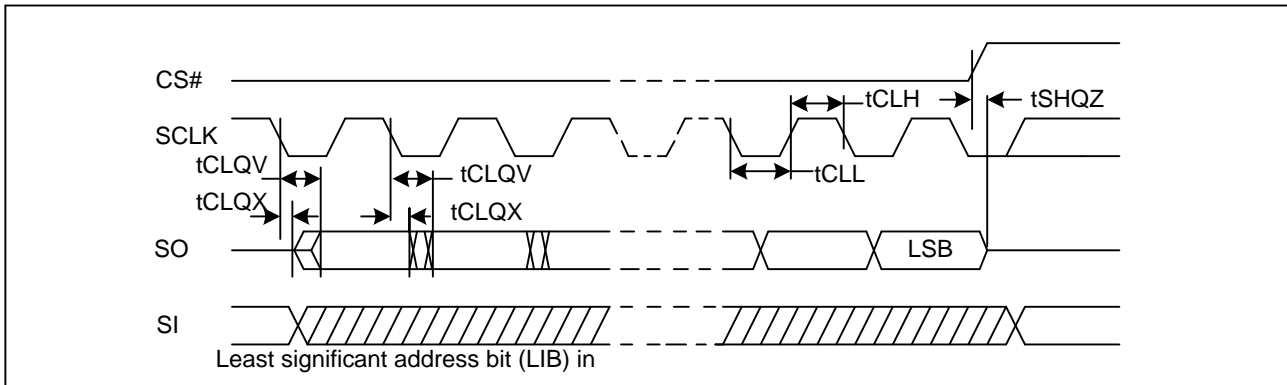 CS#
tCLH
tSHQZ
SCLK
tCLQV
tCLQV
tCLL
tCLQX
tCLQX
SO
LSB
SI
Least significant address bit (LIB) in